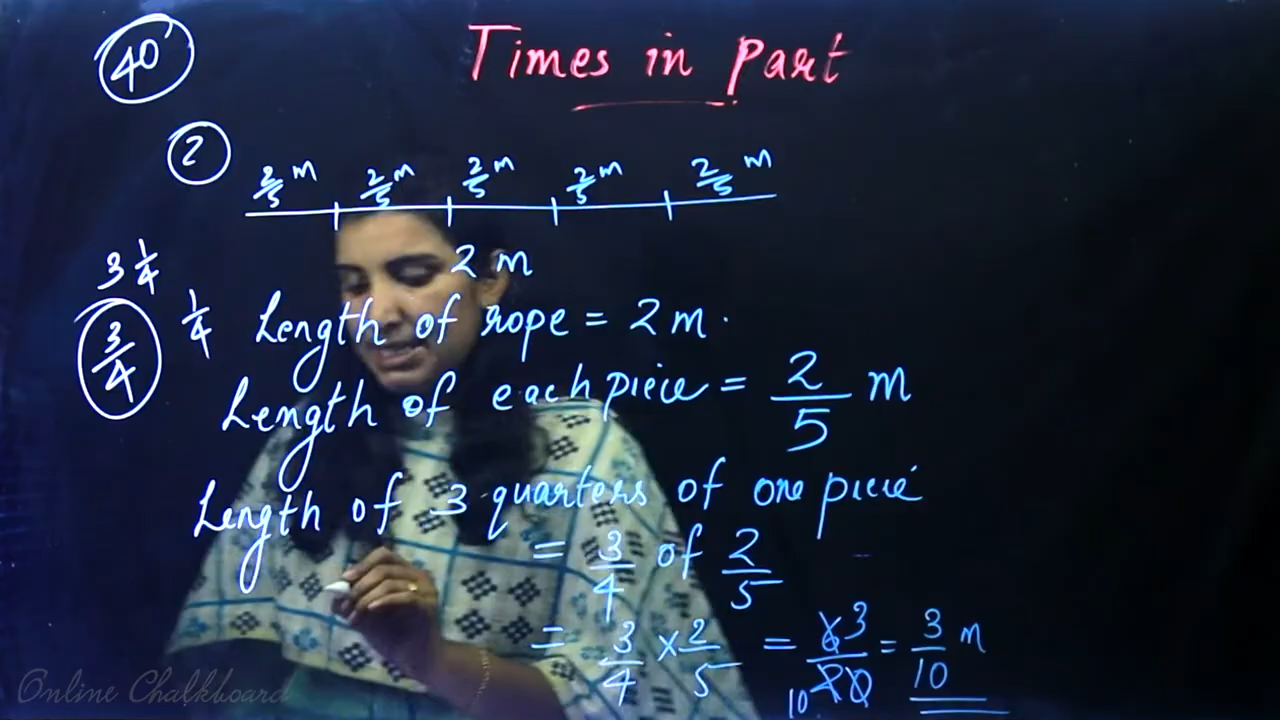 40
Times in part
2
2/5 m 2/5 m 2/5 m 2/5 m 2/5 m
2 m
3 1/4
3/4
1/4
Length of rope = 2 m.
Length of each piece = 2/5 m
Length of 3 quarters of one piece
= 3/4 of 2/5
= 3/4 × 2/5 = 6 3 / 10 20 = 3/10 m
Online Chalkboard